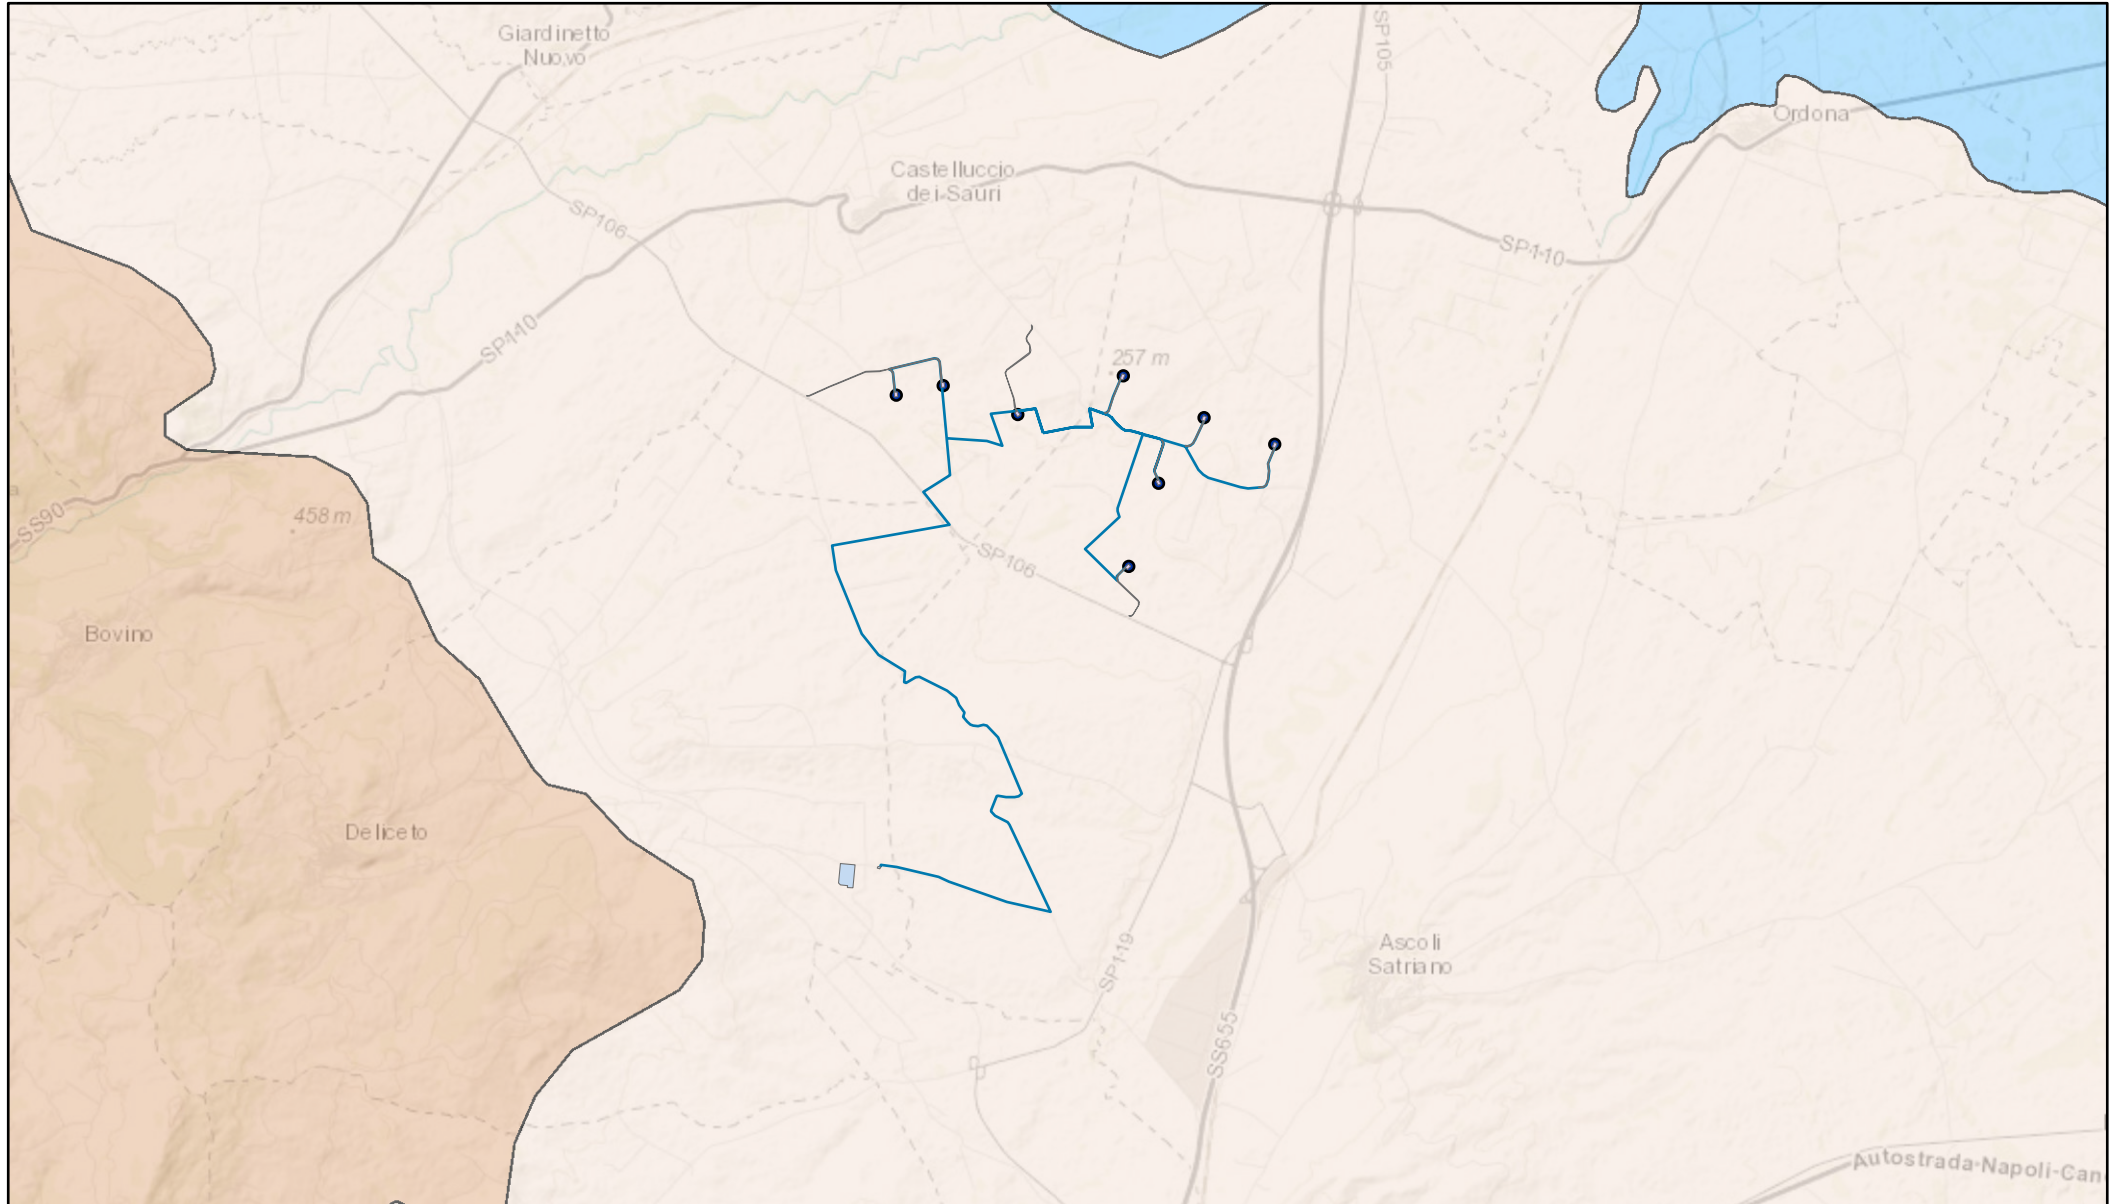 Giardinetto
Nuovo
SP105
Ordona
Castelluccio
dei Sauri
SP106
SP110
SP110
257 m
SS90
458 m
SP106
Bovino
Deliceto
Ascoli
Satriano
SP119
SS655
Autostrada-Napoli-Can